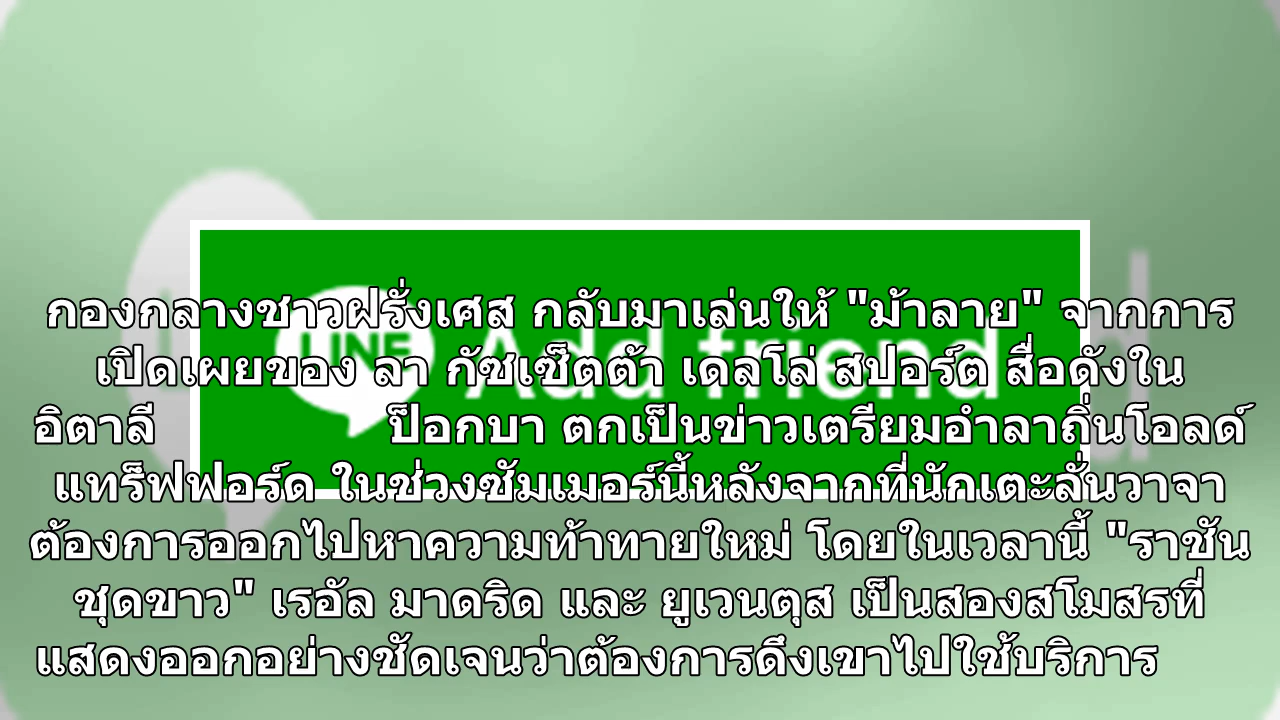 LINE Add friend
กองกลางชาวฝรั่งเศส กลับมาเล่นให้ "ม้าลาย" จากการ
เปิดเผยของ ลา กัซเซ็ตต้า เดลโล่ สปอร์ต สื่อดังใน
อิตาลี ป็อกบา ตกเป็นข่าวเตรียมอำลาถิ่นโอลด์
แทร็ฟฟอร์ด ในช่วงซัมเมอร์นี้หลังจากที่นักเตะลั่นวาจา
ต้องการออกไปหาความท้าทายใหม่ โดยในเวลานี้ "ราชัน
ชุดขาว" เรอัล มาดริด และ ยูเวนตุส เป็นสองสโมสรที่
แสดงออกอย่างชัดเจนว่าต้องการดึงเขาไปใช้บริการ